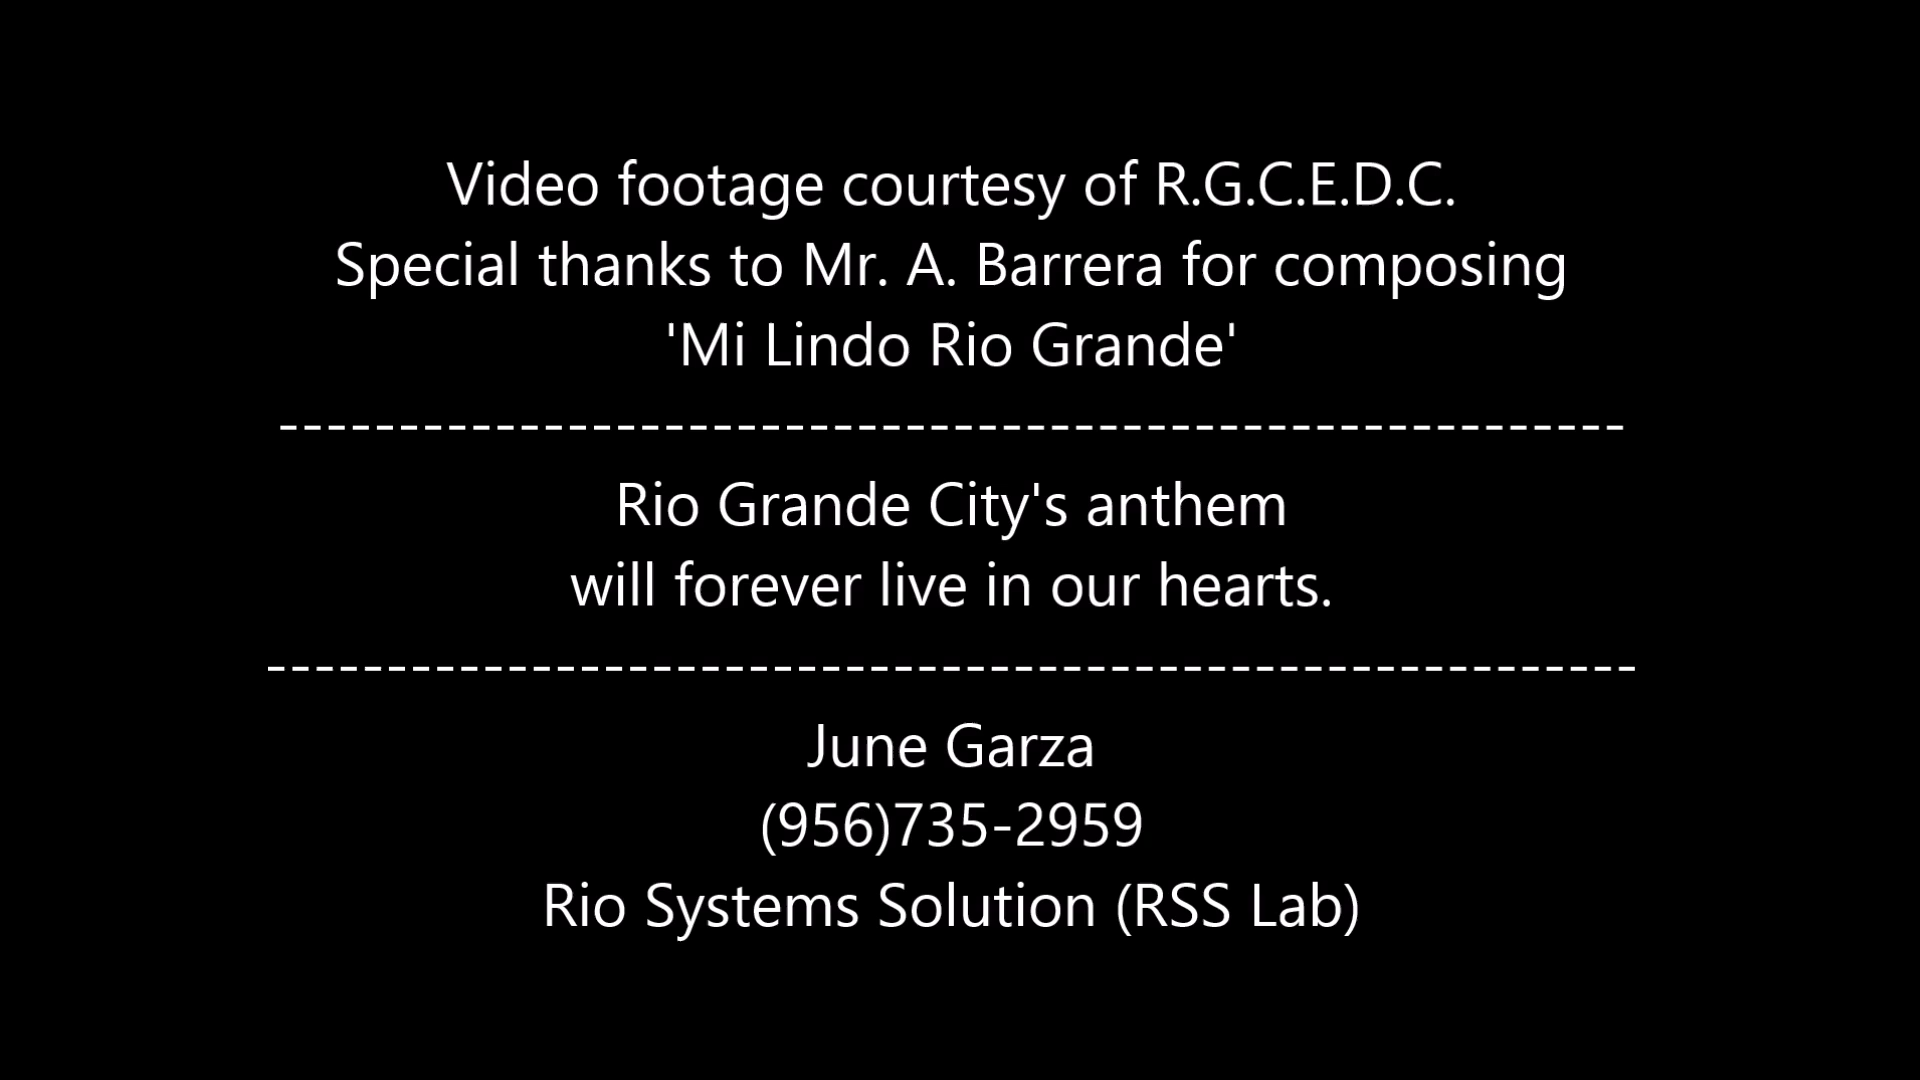 Video footage courtesy of R.G.C.E.D.C.
Special thanks to Mr. A. Barrera for composing
'Mi Lindo Rio Grande'
--------------------------------------------------------
Rio Grande City's anthem
will forever live in our hearts.
---------------------------------------------------------
June Garza
(956)735-2959
Rio Systems Solution (RSS Lab)